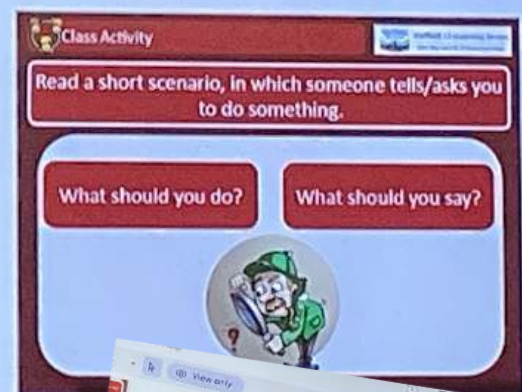 Class Activity
Read a short scenario, in which someone tells/asks you
to do something.
What should you do?
What should you say?
?
View only